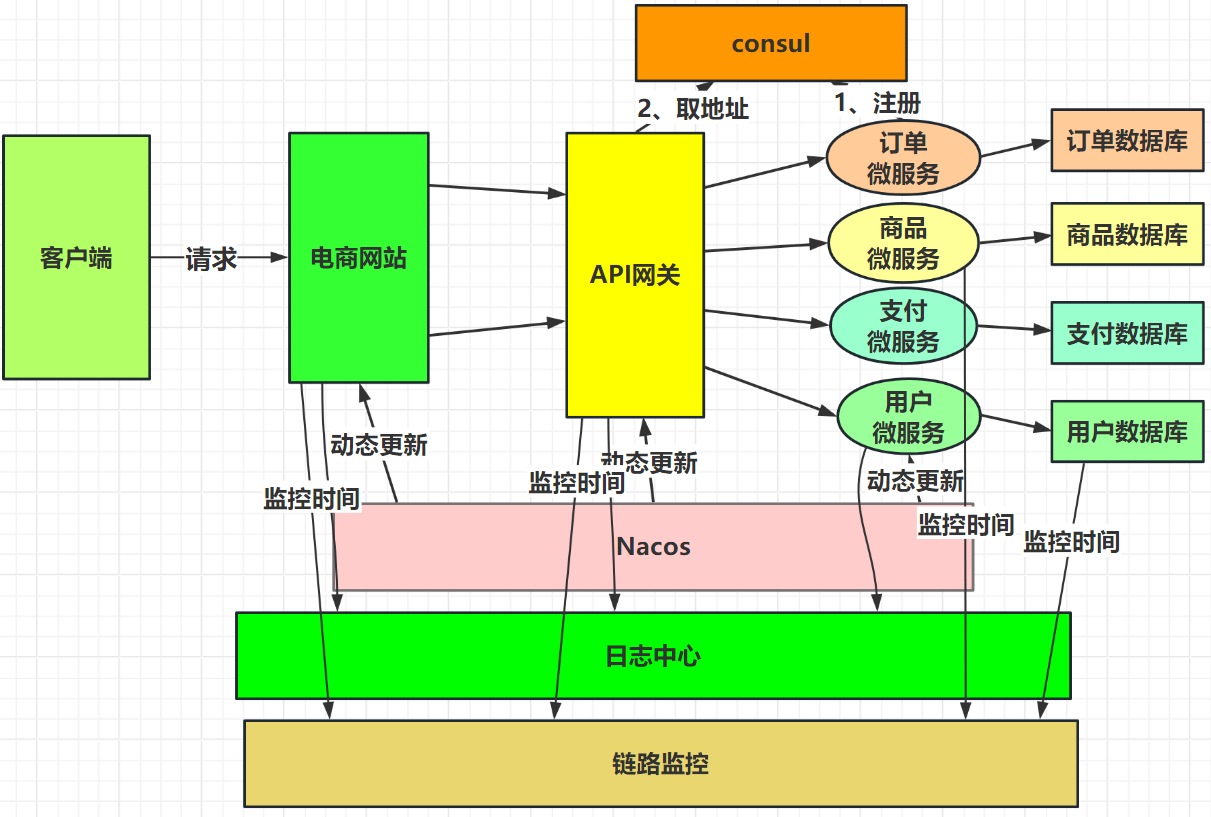 consul
2、取地址
1、注册
客户端
请求
电商网站
API网关
订单
微服务
订单数据库
商品
微服务
商品数据库
支付
微服务
支付数据库
用户
微服务
用户数据库
动态更新
动态更新
动态更新
监控时间
监控时间
监控时间
监控时间
Nacos
日志中心
链路监控